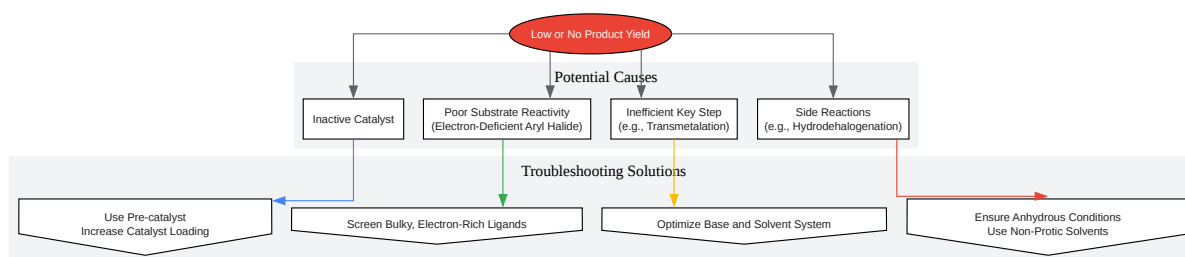 Low or No Product Yield
Potential Causes
Inactive Catalyst
Poor Substrate Reactivity
(Electron-Deficient Aryl Halide)
Inefficient Key Step
(e.g., Transmetalation)
Side Reactions
(e.g., Hydrodehalogenation)
Troubleshooting Solutions
Use Pre-catalyst
Increase Catalyst Loading
Screen Bulky, Electron-Rich Ligands
Optimize Base and Solvent System
Ensure Anhydrous Conditions
Use Non-Protic Solvents